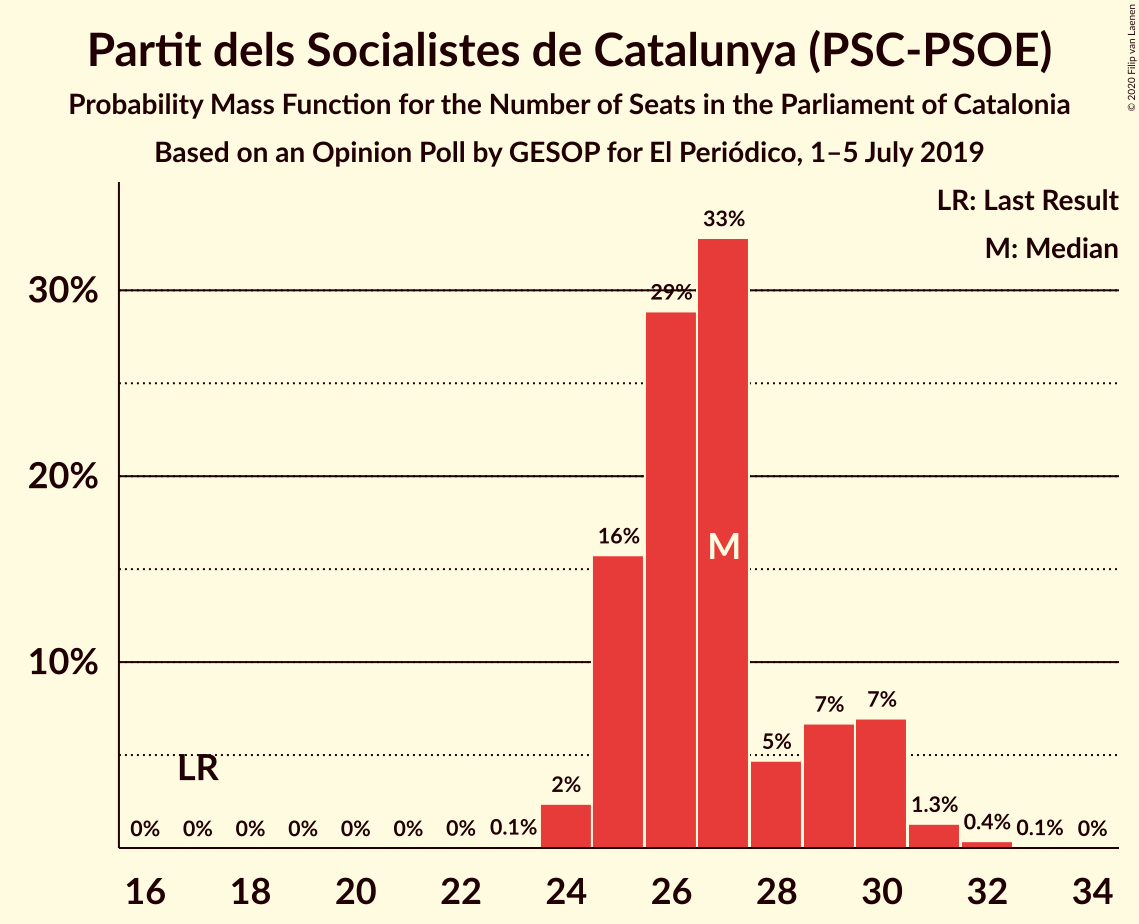 Partit dels Socialistes de Catalunya (PSC-PSOE)
Probability Mass Function for the Number of Seats in the Parliament of Catalonia
Based on an Opinion Poll by GESOP for El Periódico, 1–5 July 2019
© 2020 Filip van Laenen
LR: Last Result
M: Median
33%
30%
29%
20%
16%
M
10%
7%
7%
5%
LR
2%
1.3%
0.4%
0% 0% 0% 0% 0% 0% 0% 0.1% 0.1% 0%
16 18 20 22 24 26 28 30 32 34